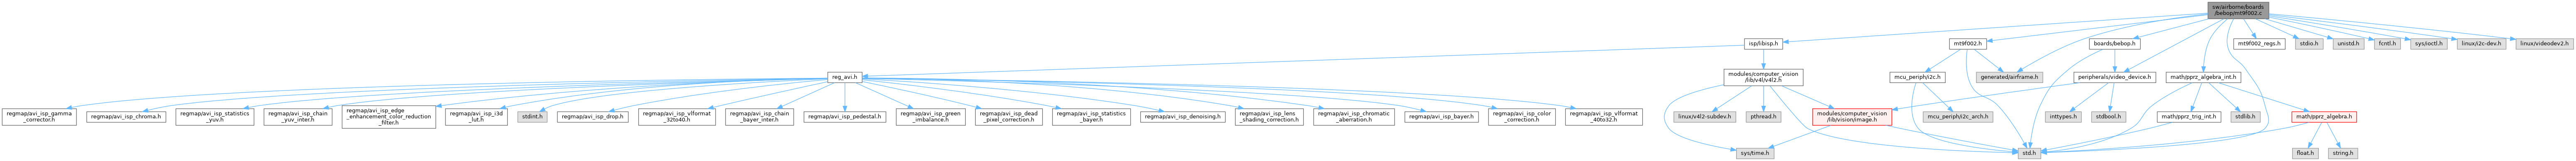 sw/airborne/boards
/bebop/mt9f002.c
isp/libisp.h
mt9f002.h
boards/bebop.h
mt9f002_regs.h
stdio.h
unistd.h
fcntl.h
sys/ioctl.h
linux/i2c-dev.h
linux/videodev2.h
reg_avi.h
modules/computer_vision
/lib/v4l/v4l2.h
mcu_periph/i2c.h
generated/airframe.h
peripherals/video_device.h
math/pprz_algebra_int.h
regmap/avi_isp_gamma
_corrector.h
regmap/avi_isp_chroma.h
regmap/avi_isp_statistics
_yuv.h
regmap/avi_isp_chain
_yuv_inter.h
regmap/avi_isp_edge
_enhancement_color_reduction
_filter.h
regmap/avi_isp_i3d
_lut.h
stdint.h
regmap/avi_isp_drop.h
regmap/avi_isp_vlformat
_32to40.h
regmap/avi_isp_chain
_bayer_inter.h
regmap/avi_isp_pedestal.h
regmap/avi_isp_green
_imbalance.h
regmap/avi_isp_dead
_pixel_correction.h
regmap/avi_isp_statistics
_bayer.h
regmap/avi_isp_denoising.h
regmap/avi_isp_lens
_shading_correction.h
regmap/avi_isp_chromatic
_aberration.h
regmap/avi_isp_bayer.h
regmap/avi_isp_color
_correction.h
regmap/avi_isp_vlformat
_40to32.h
linux/v4l2-subdev.h
pthread.h
modules/computer_vision
/lib/vision/image.h
mcu_periph/i2c_arch.h
inttypes.h
stdbool.h
math/pprz_trig_int.h
stdlib.h
math/pprz_algebra.h
sys/time.h
std.h
float.h
string.h